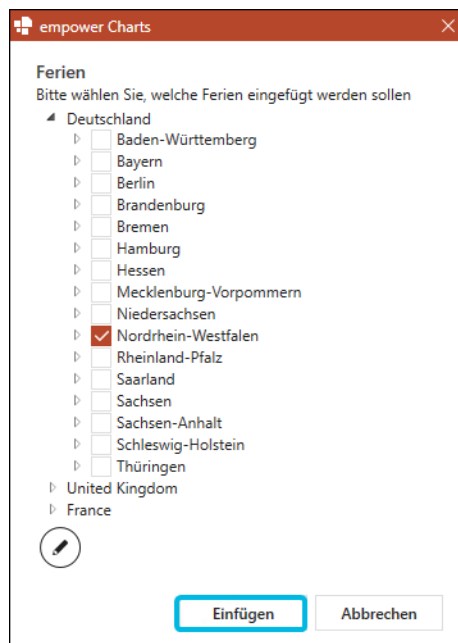 empower Charts
Ferien
Bitte wählen Sie, welche Ferien eingefügt werden sollen
Deutschland
Baden-Württemberg
Bayern
Berlin
Brandenburg
Bremen
Hamburg
Hessen
Mecklenburg-Vorpommern
Niedersachsen
Nordrhein-Westfalen
Rheinland-Pfalz
Saarland
Sachsen
Sachsen-Anhalt
Schleswig-Holstein
Thüringen
United Kingdom
France
Einfügen Abbrechen